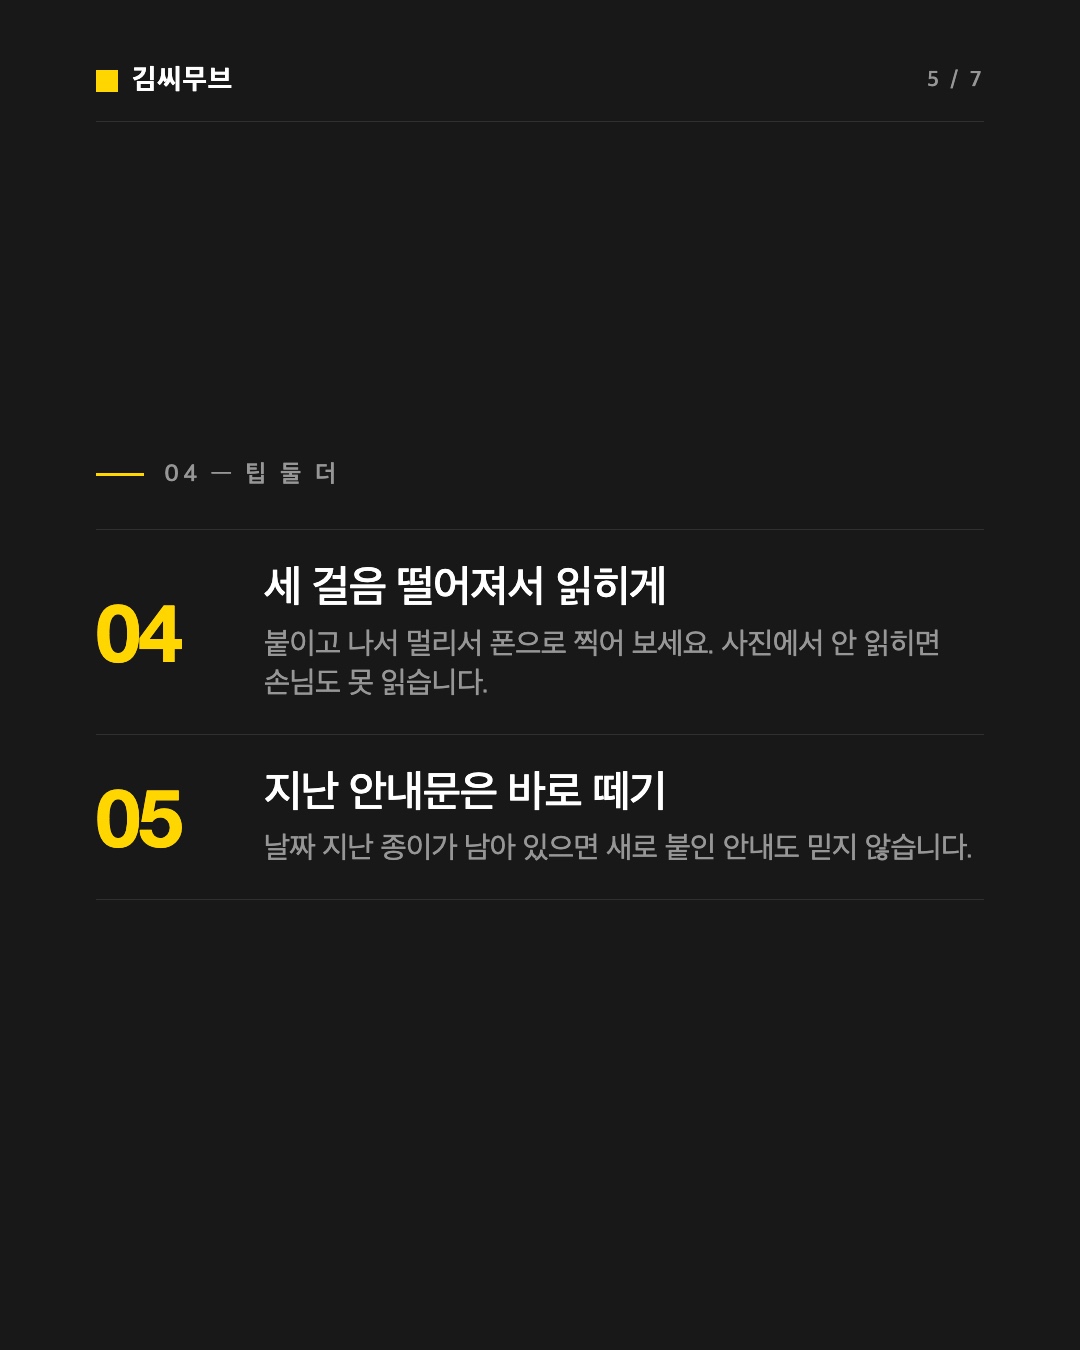 김씨무브
5 / 7
04 — 팁 둘 더
04
세 걸음 떨어져서 읽히게
붙이고 나서 멀리서 폰으로 찍어 보세요. 사진에서 안 읽히면
손님도 못 읽습니다.
05
지난 안내문은 바로 떼기
날짜 지난 종이가 남아 있으면 새로 붙인 안내도 믿지 않습니다.